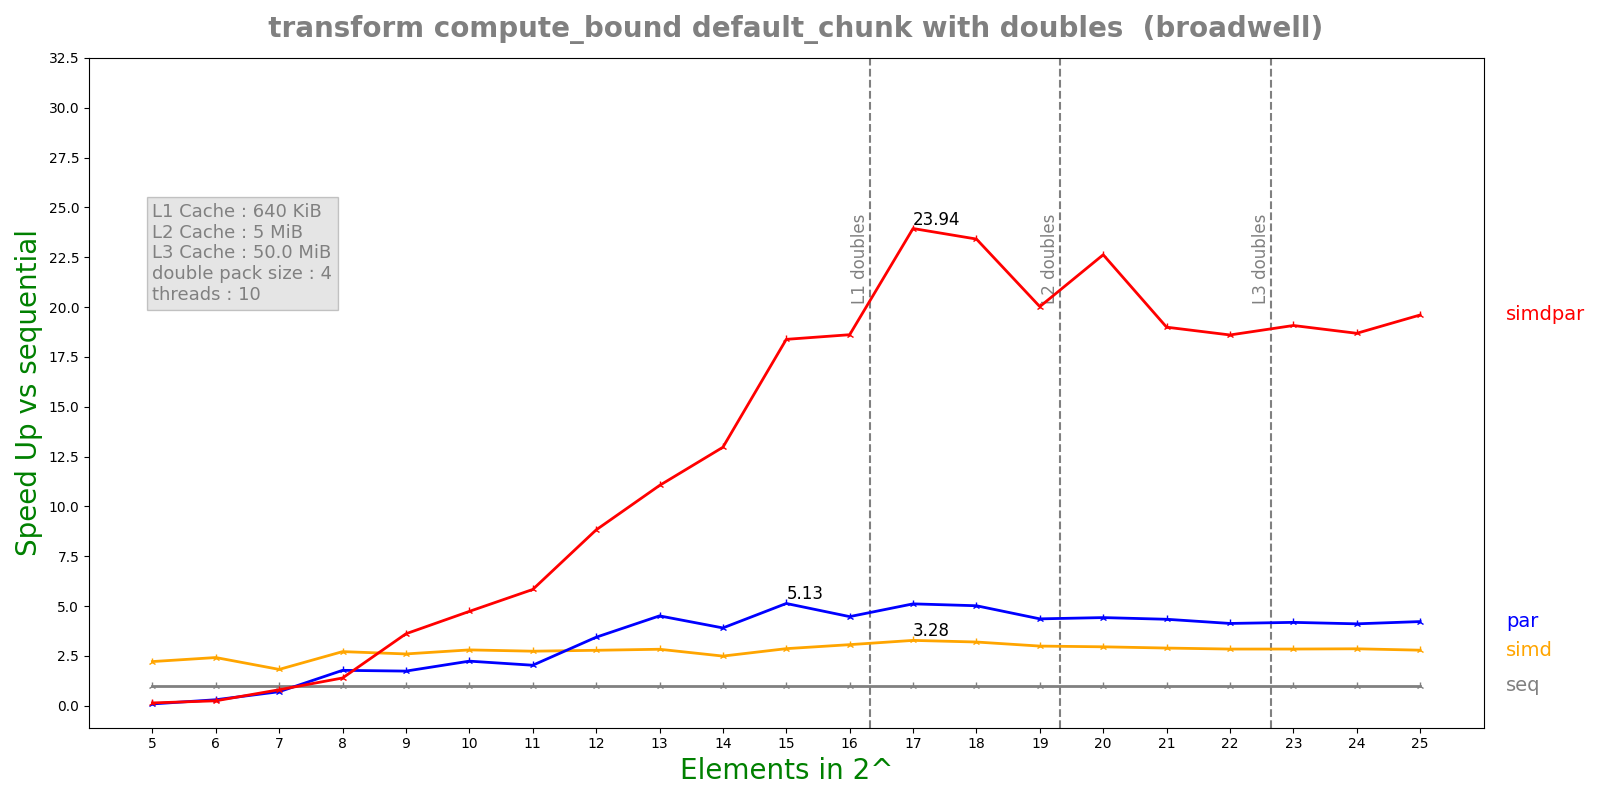 transform compute_bound default_chunk with doubles  (broadwell)
32.5
30.0
27.5
25.0
22.5
20.0
17.5
15.0
12.5
10.0
7.5
5.0
2.5
0.0
Speed Up vs sequential
L1 Cache : 640 KiB
L2 Cache : 5 MiB
L3 Cache : 50.0 MiB
double pack size : 4
threads : 10
L1 doubles
L2 doubles
L3 doubles
23.94
5.13
3.28
simdpar
par
simd
seq
5 6 7 8 9 10 11 12 13 14 15 16 17 18 19 20 21 22 23 24 25
Elements in 2^